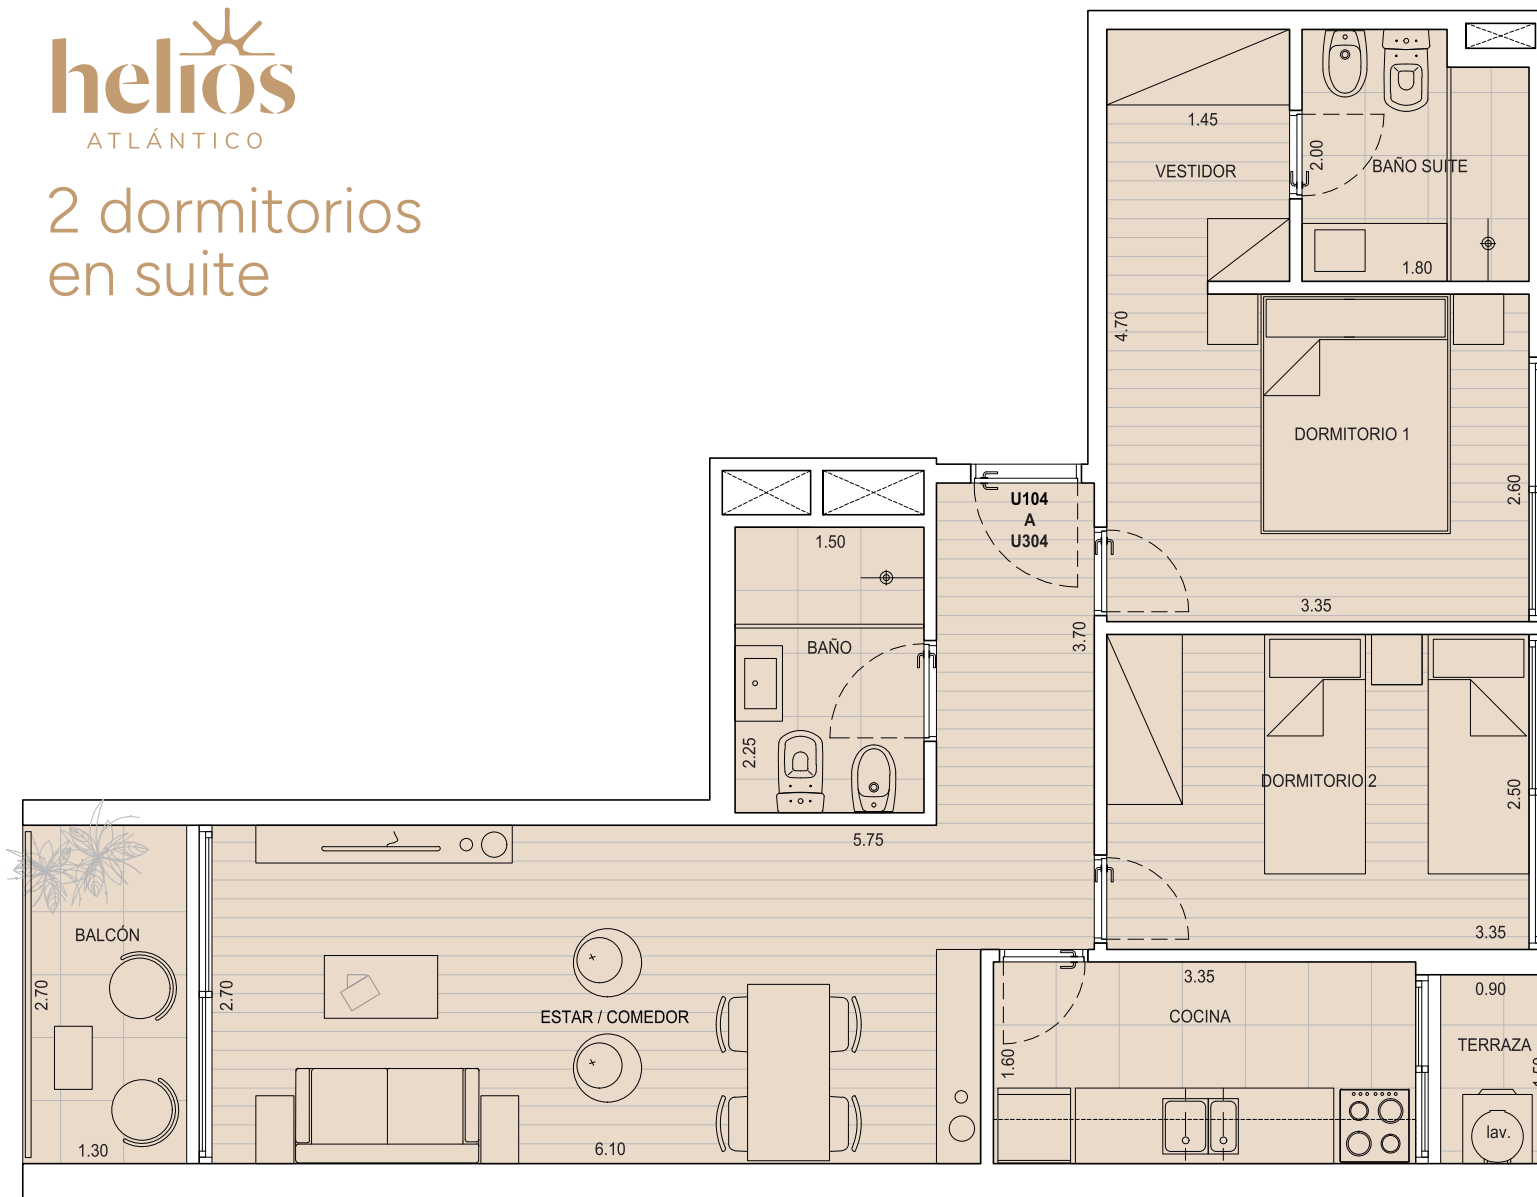 helios
ATLÁNTICO
2 dormitorios
en suite
1.45
VESTIDOR
2.00
BAÑO SUITE
1.80
4.70
DORMITORIO 1
2.60
3.35
U104
A
U304
1.50
BAÑO
2.25
3.70
DORMITORIO 2
2.50
3.35
5.75
BALCÓN
2.70
1.30
2.70
ESTAR / COMEDOR
6.10
3.35
COCINA
1.60
0.90
TERRAZA
lav.